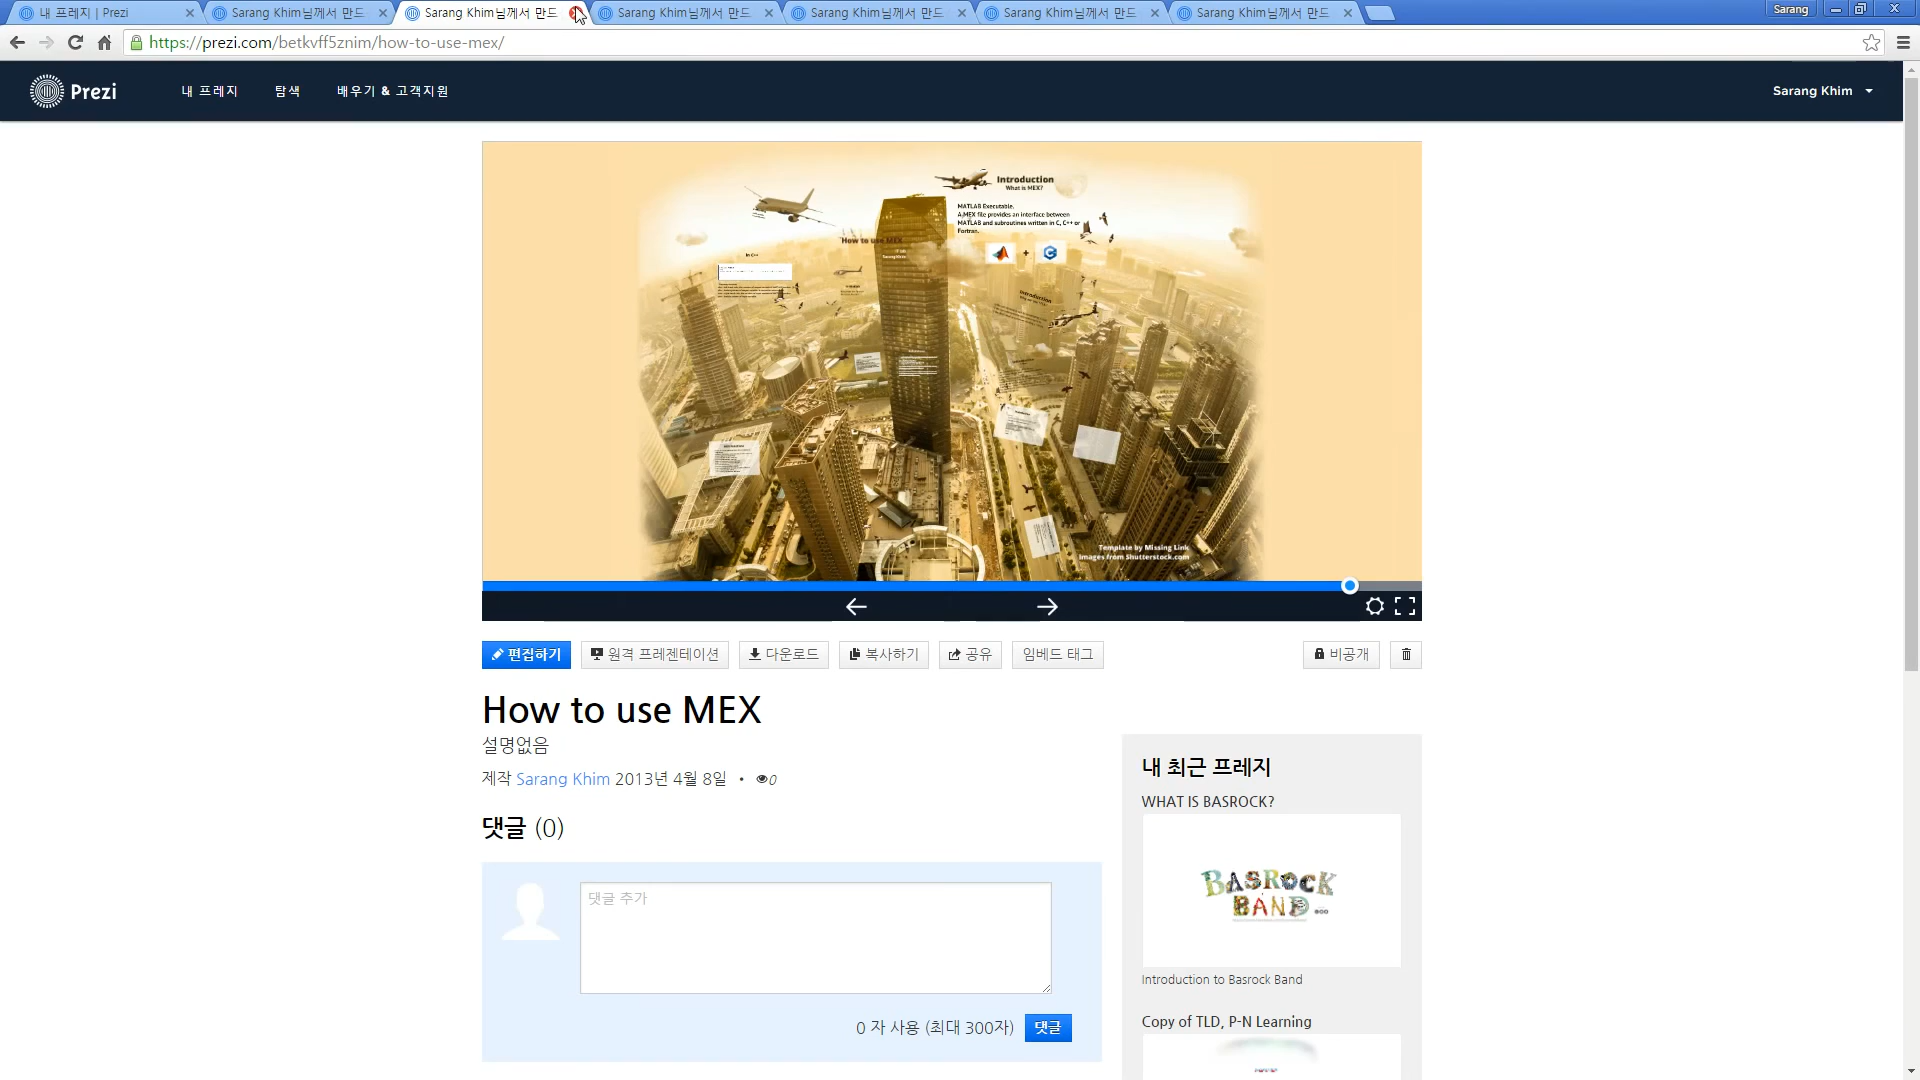 내 프레지 | Prezi
Sarang Khim님께서 만드
Sarang Khim님께서 만드
Sarang Khim님께서 만드
Sarang Khim님께서 만드
Sarang Khim님께서 만드
Sarang Khim님께서 만드
Sarang
https://prezi.com/betkvff5znim/how-to-use-mex/
Prezi
내 프레지
탐색
배우기 & 고객지원
Sarang Khim
Introduction
What is MEX?
MATLAB Executable.
A MEX file provides an interface between
MATLAB and subroutines written in C, C++ or
Fortran.
How to use MEX
Sarang Khim
In C++
+
Introduction
Template by Missing Link
Images from Shutterstock.com
편집하기
원격 프레젠테이션
다운로드
복사하기
공유
임베드 태그
비공개
How to use MEX
설명없음
제작 Sarang Khim 2013년 4월 8일 • 0
댓글 (0)
댓글 추가
0 자 사용 (최대 300자)
댓글
내 최근 프레지
WHAT IS BASROCK?
BASROCK
BAND
Introduction to Basrock Band
Copy of TLD, P-N Learning